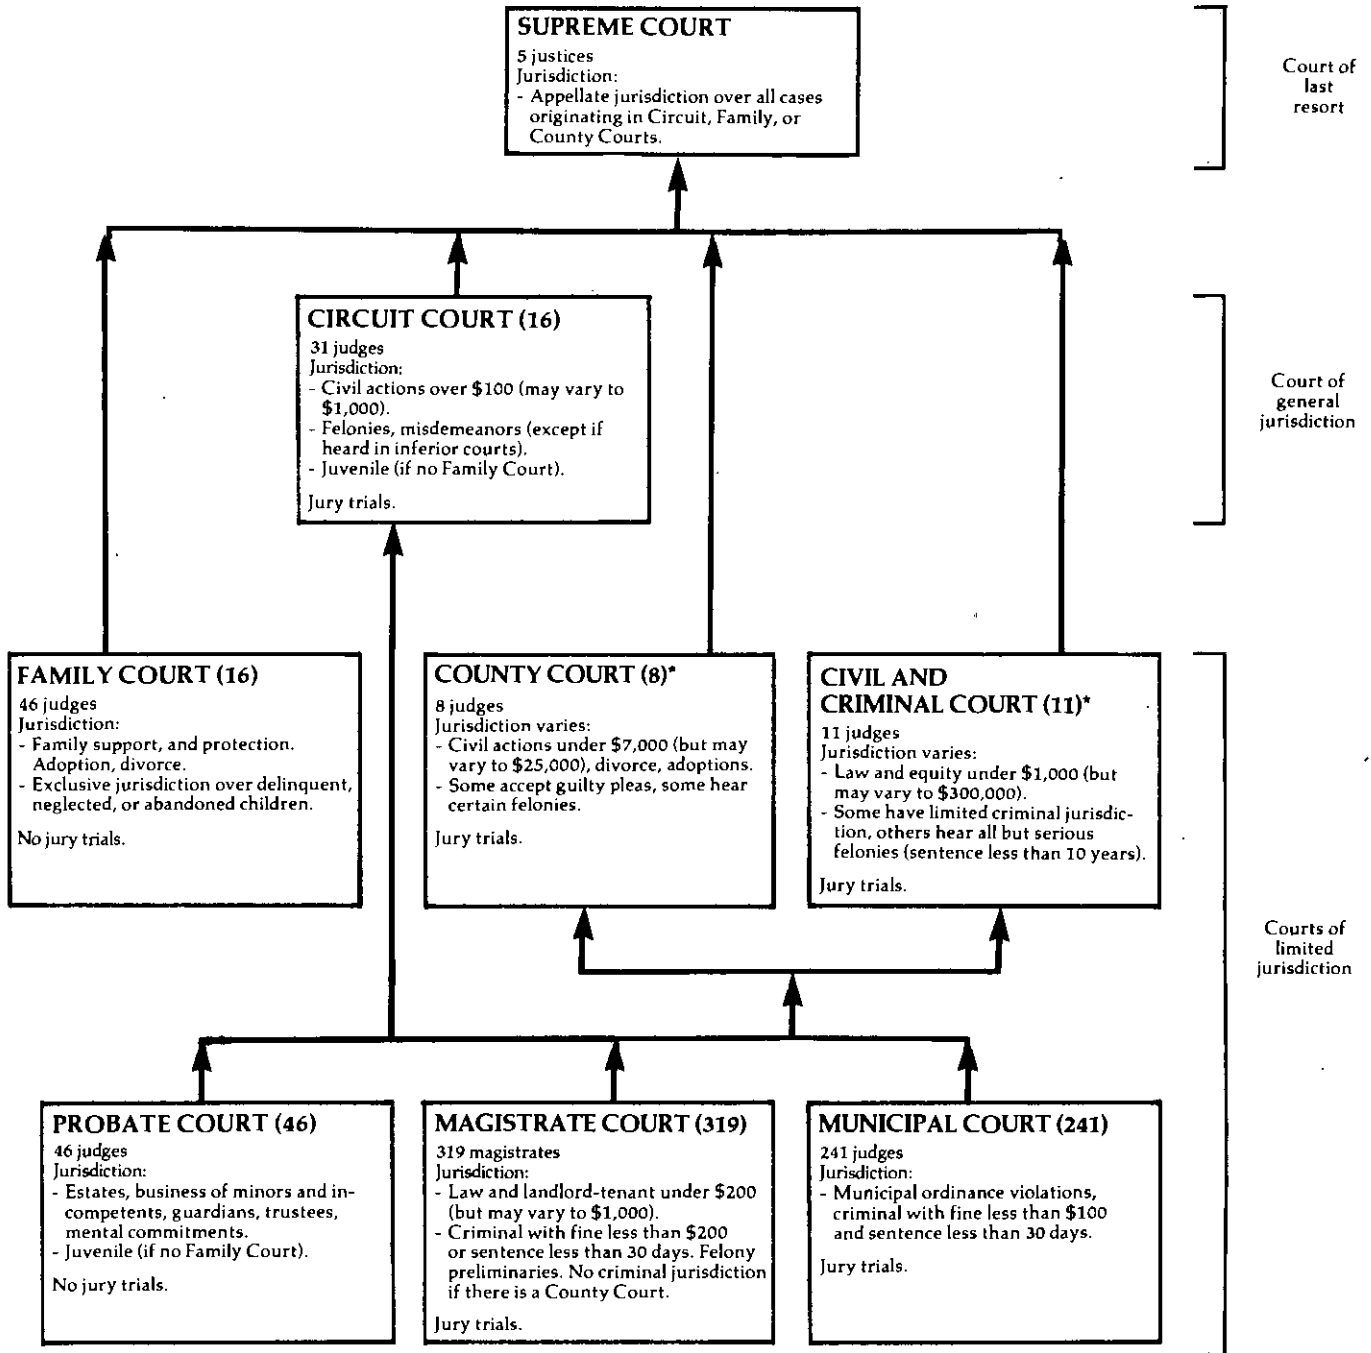 SUPREME COURT
5 justices
Jurisdiction:
- Appellate jurisdiction over all cases
originating in Circuit, Family, or
County Courts.
Court of
last
resort
CIRCUIT COURT (16)
31 judges
Jurisdiction:
- Civil actions over $100 (may vary to
$1,000).
- Felonies, misdemeanors (except if
heard in inferior courts).
- Juvenile (if no Family Court).
Jury trials.
Court of
general
jurisdiction
FAMILY COURT (16)
46 judges
Jurisdiction:
- Family support, and protection.
Adoption, divorce.
- Exclusive jurisdiction over delinquent,
neglected, or abandoned children.
No jury trials.
COUNTY COURT (8)*
8 judges
Jurisdiction varies:
- Civil actions under $7,000 (but may
vary to $25,000), divorce, adoptions.
- Some accept guilty pleas, some hear
certain felonies.
Jury trials.
CIVIL AND
CRIMINAL COURT (11)*
11 judges
Jurisdiction varies:
- Law and equity under $1,000 (but
may vary to $300,000).
- Some have limited criminal jurisdic-
tion, others hear all but serious
felonies (sentence less than 10 years).
Jury trials.
Courts of
limited
jurisdiction
PROBATE COURT (46)
46 judges
Jurisdiction:
- Estates, business of minors and in-
competents, guardians, trustees,
mental commitments.
- Juvenile (if no Family Court).
No jury trials.
MAGISTRATE COURT (319)
319 magistrates
Jurisdiction:
- Law and landlord-tenant under $200
(but may vary to $1,000).
- Criminal with fine less than $200
or sentence less than 30 days. Felony
preliminaries. No criminal jurisdiction
if there is a County Court.
Jury trials.
MUNICIPAL COURT (241)
241 judges
Jurisdiction:
- Municipal ordinance violations,
criminal with fine less than $100
and sentence less than 30 days.
Jury trials.